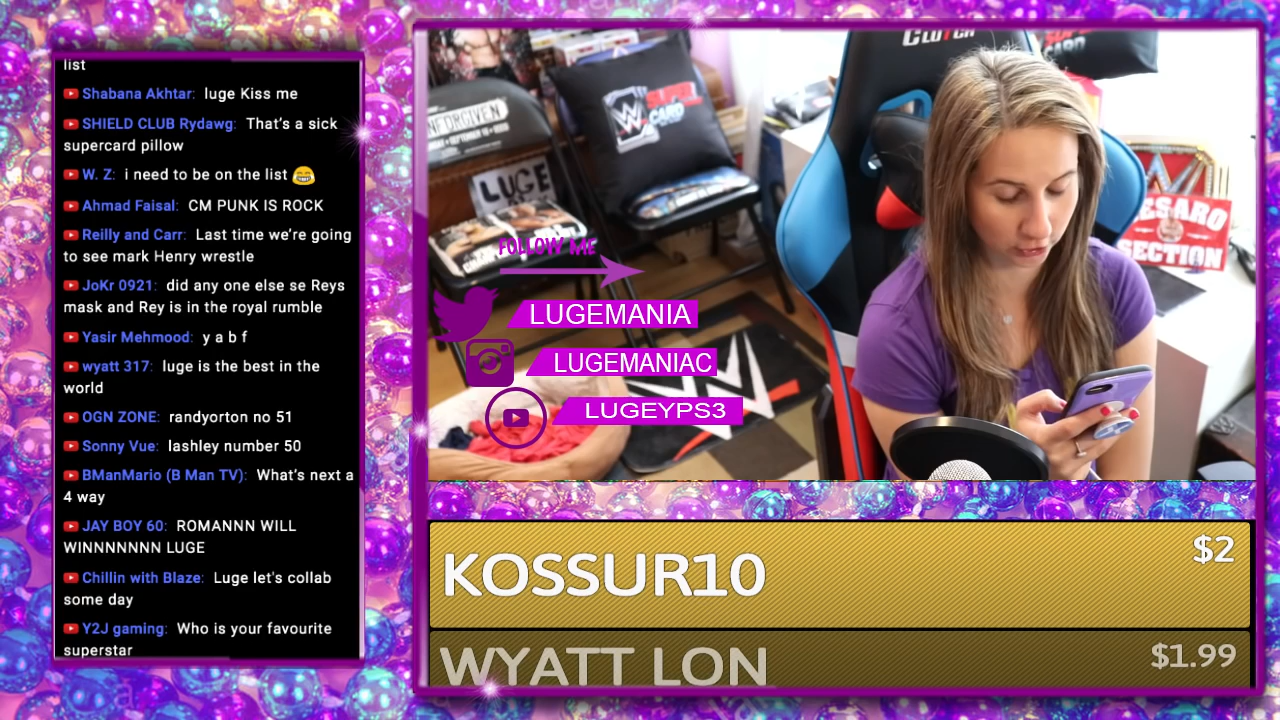 list
Shabana Akhtar: luge Kiss me
SHIELD CLUB Rydawg: That's a sick
supercard pillow
W. Z: i need to be on the list 😂
Ahmad Faisal: CM PUNK IS ROCK
Reilly and Carr: Last time we're going
to see mark Henry wrestle
JoKr 0921: did any one else se Reys
mask and Rey is in the royal rumble
Yasir Mehmood: y a b f
wyatt 317: luge is the best in the
world
OGN ZONE: randyorton no 51
Sonny Vue: lashley number 50
BManMario (B Man TV): What's next a
4 way
JAY BOY 60: ROMANNN WILL
WINNNNNNN LUGE
Chillin with Blaze: Luge let's collab
some day
Y2J gaming: Who is your favourite
superstar
CLUTCH
CARD
NFORGIVEN
W SUPER
CARD
LUGE
ESARO
SECTION
FOLLOW ME
LUGEMANIA
LUGEMANIAC
LUGEYPS3
KOSSUR10
$2
WYATT LON
$1.99